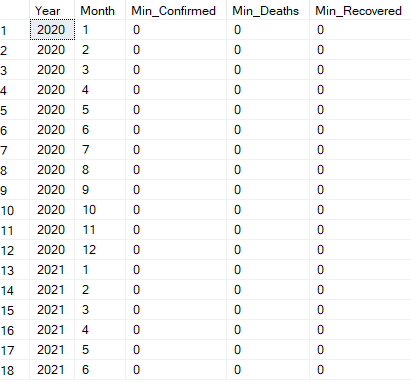 Year Month Min_Confirmed Min_Deaths Min_Recovered
1 2020 1 0 0 0
2 2020 2 0 0 0
3 2020 3 0 0 0
4 2020 4 0 0 0
5 2020 5 0 0 0
6 2020 6 0 0 0
7 2020 7 0 0 0
8 2020 8 0 0 0
9 2020 9 0 0 0
10 2020 10 0 0 0
11 2020 11 0 0 0
12 2020 12 0 0 0
13 2021 1 0 0 0
14 2021 2 0 0 0
15 2021 3 0 0 0
16 2021 4 0 0 0
17 2021 5 0 0 0
18 2021 6 0 0 0